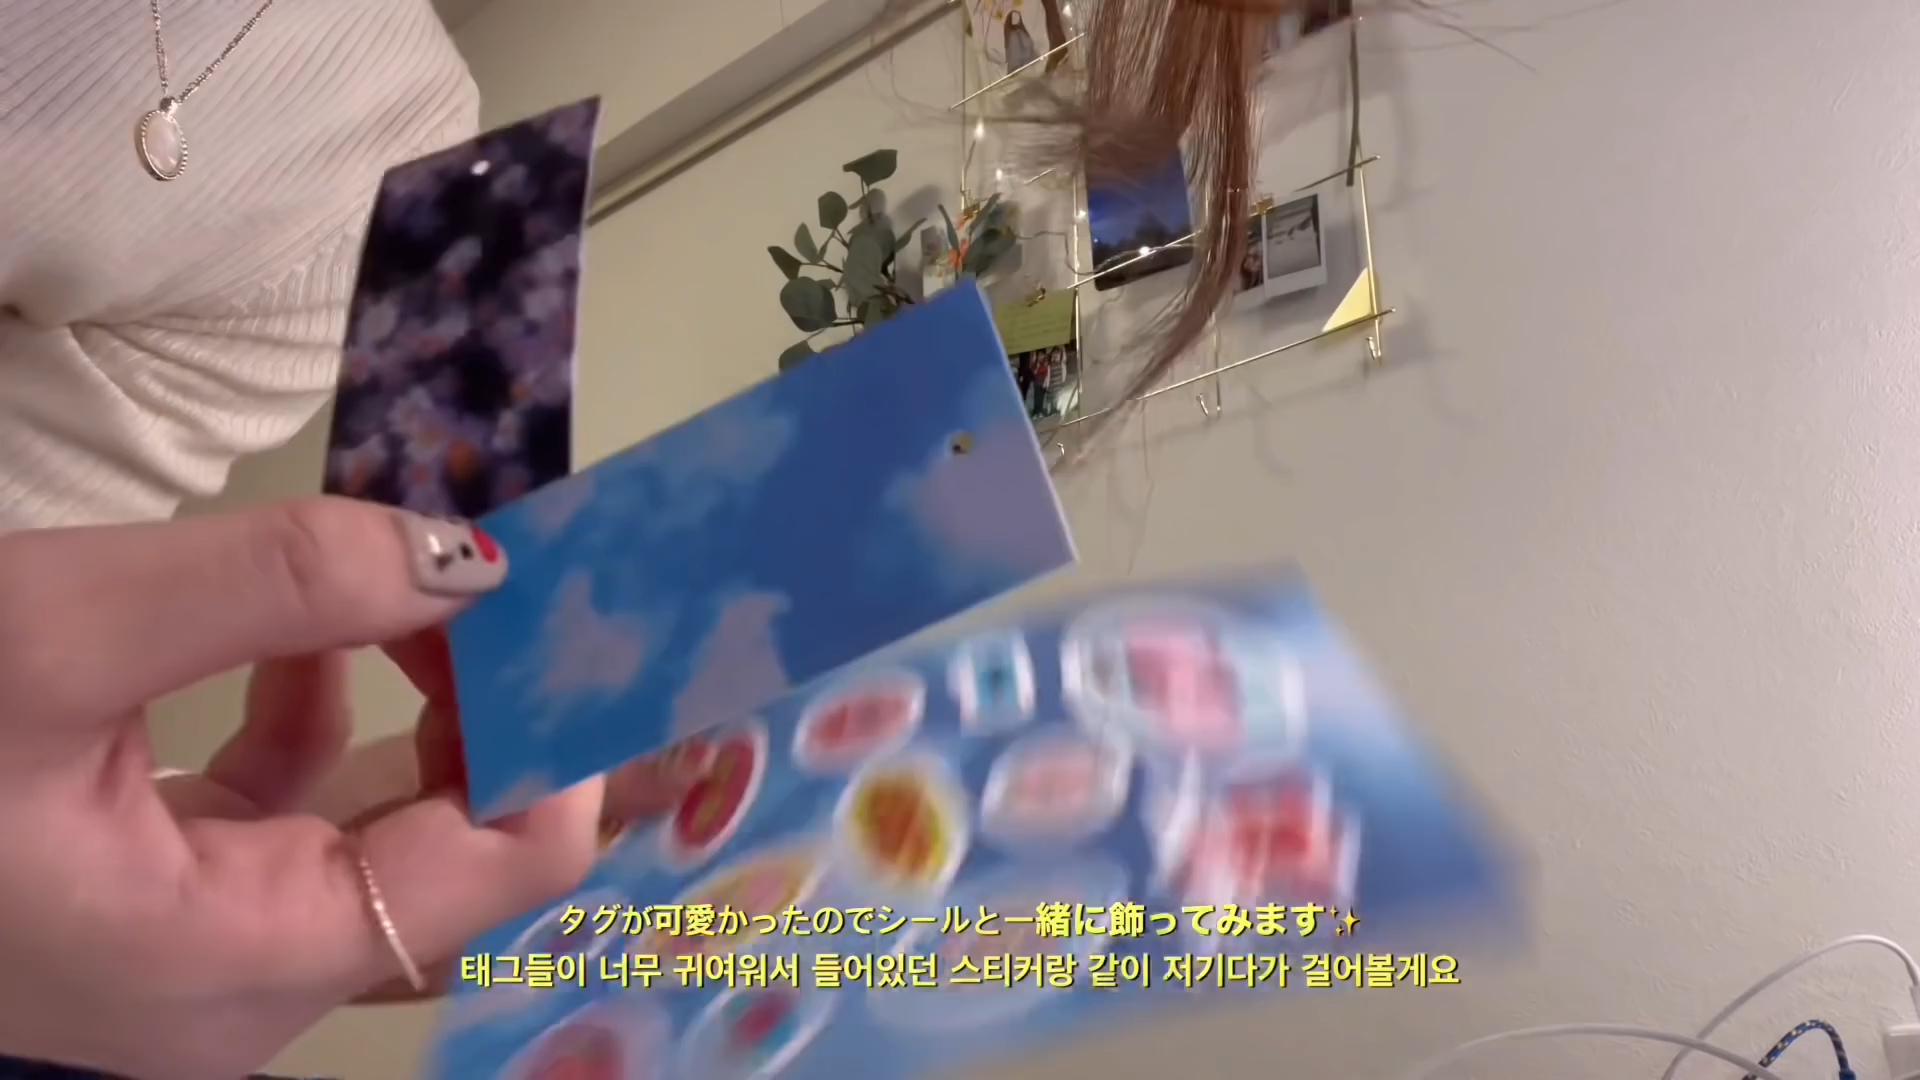 タグが可愛かったのでシールと一緒に飾ってみます✨
태그들이 너무 귀여워서 들어있던 스티커랑 같이 저기다가 걸어볼게요